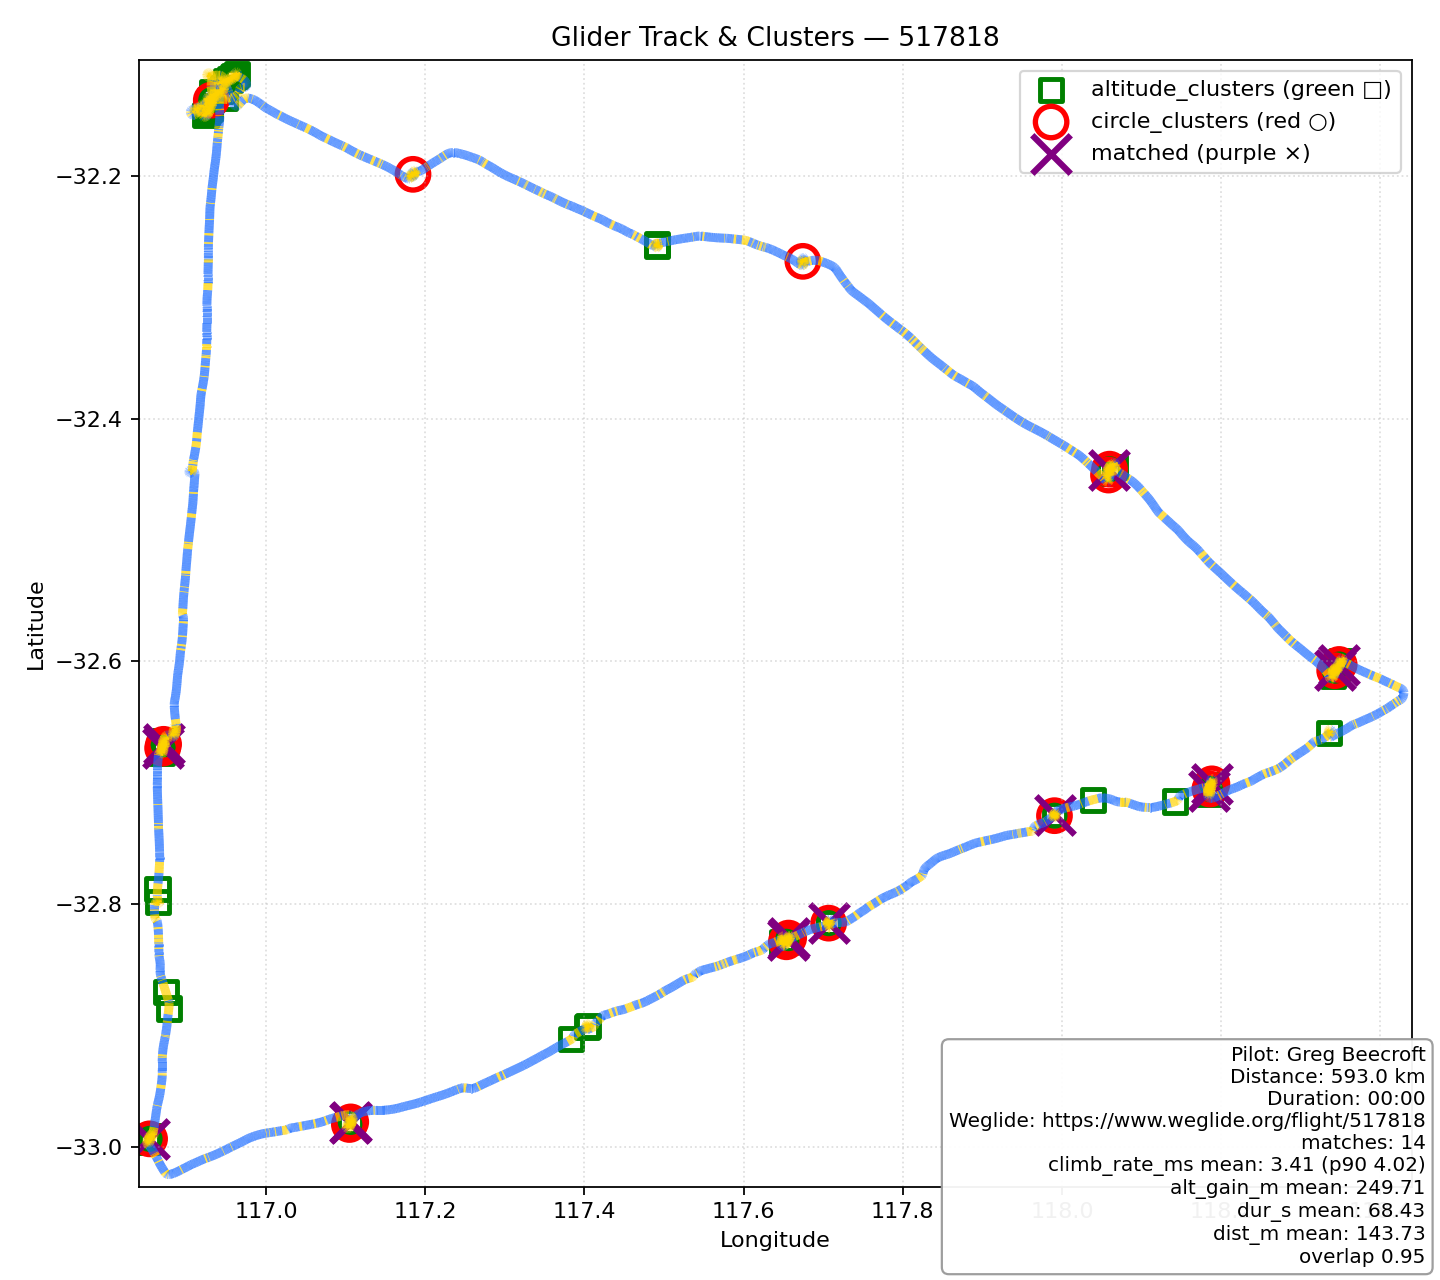 Glider Track & Clusters — 517818
altitude_clusters (green □)
circle_clusters (red ○)
matched (purple ×)
−32.2
−32.4
−32.6
−32.8
−33.0
Latitude
117.0
117.2
117.4
117.6
117.8
118.0
Longitude
Pilot: Greg Beecroft
Distance: 593.0 km
Duration: 00:00
Weglide: https://www.weglide.org/flight/517818
matches: 14
climb_rate_ms mean: 3.41 (p90 4.02)
alt_gain_m mean: 249.71
dur_s mean: 68.43
dist_m mean: 143.73
overlap 0.95